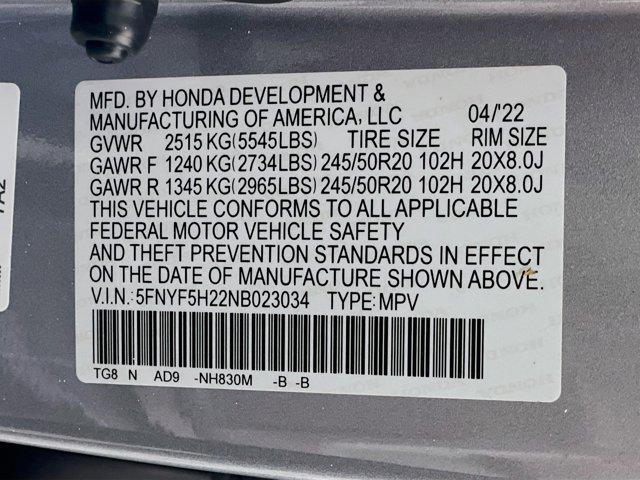 MFD. BY HONDA DEVELOPMENT &
MANUFACTURING OF AMERICA, LLC 04/'22
GVWR 2515 KG(5545LBS) TIRE SIZE RIM SIZE
GAWR F 1240 KG(2734LBS) 245/50R20 102H 20X8.0J
GAWR R 1345 KG(2965LBS) 245/50R20 102H 20X8.0J
THIS VEHICLE CONFORMS TO ALL APPLICABLE
FEDERAL MOTOR VEHICLE SAFETY
AND THEFT PREVENTION STANDARDS IN EFFECT
ON THE DATE OF MANUFACTURE SHOWN ABOVE.
V.I.N.: 5FNYF5H22NB023034 TYPE: MPV
TG8 N AD9 -NH830M -B -B